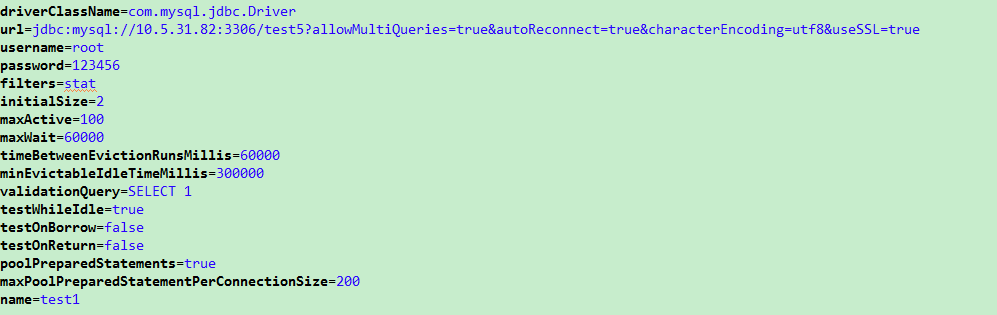 driverClassName=com.mysql.jdbc.Driver
url=jdbc:mysql://10.5.31.82:3306/test5?allowMultiQueries=true&autoReconnect=true&characterEncoding=utf8&useSSL=true
username=root
password=123456
filters=stat
initialSize=2
maxActive=100
maxWait=60000
timeBetweenEvictionRunsMillis=60000
minEvictableIdleTimeMillis=300000
validationQuery=SELECT 1
testWhileIdle=true
testOnBorrow=false
testOnReturn=false
poolPreparedStatements=true
maxPoolPreparedStatementPerConnectionSize=200
name=test1